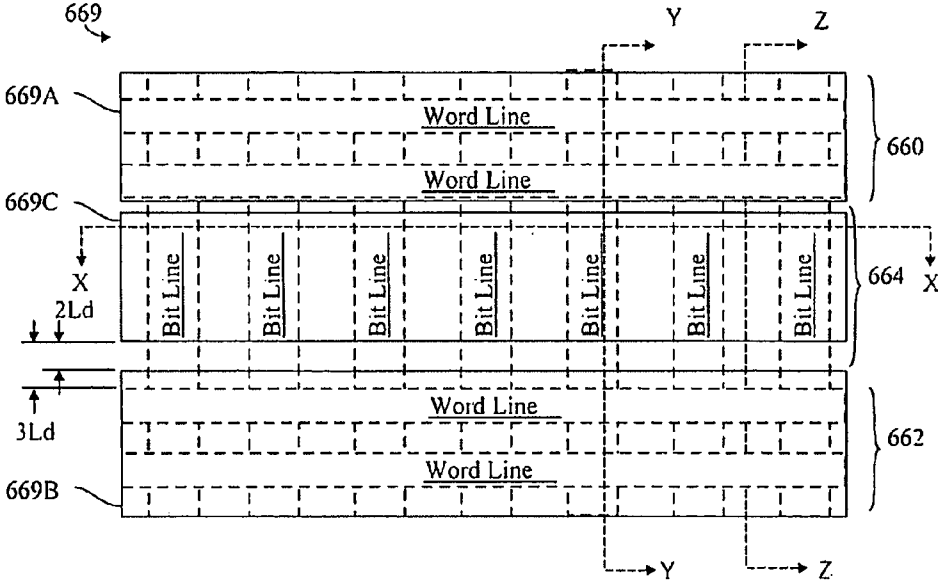 669
Y
Z
669A
Word Line
660
Word Line
669C
X
Bit Line
Bit Line
Bit Line
Bit Line
Bit Line
Bit Line
Bit Line
664
X
2Ld
Word Line
3Ld
662
Word Line
669B
Y
Z